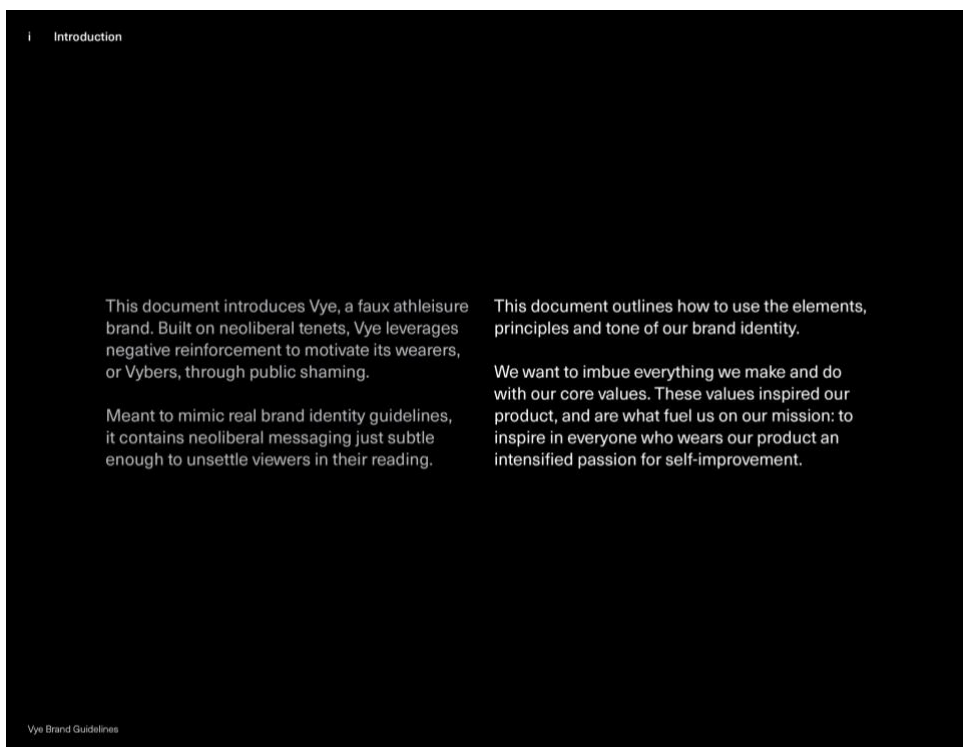 i Introduction
This document introduces Vye, a faux athleisure
brand. Built on neoliberal tenets, Vye leverages
negative reinforcement to motivate its wearers,
or Vybers, through public shaming.
Meant to mimic real brand identity guidelines,
it contains neoliberal messaging just subtle
enough to unsettle viewers in their reading.
This document outlines how to use the elements,
principles and tone of our brand identity.
We want to imbue everything we make and do
with our core values. These values inspired our
product, and are what fuel us on our mission: to
inspire in everyone who wears our product an
intensified passion for self-improvement.
Vye Brand Guidelines